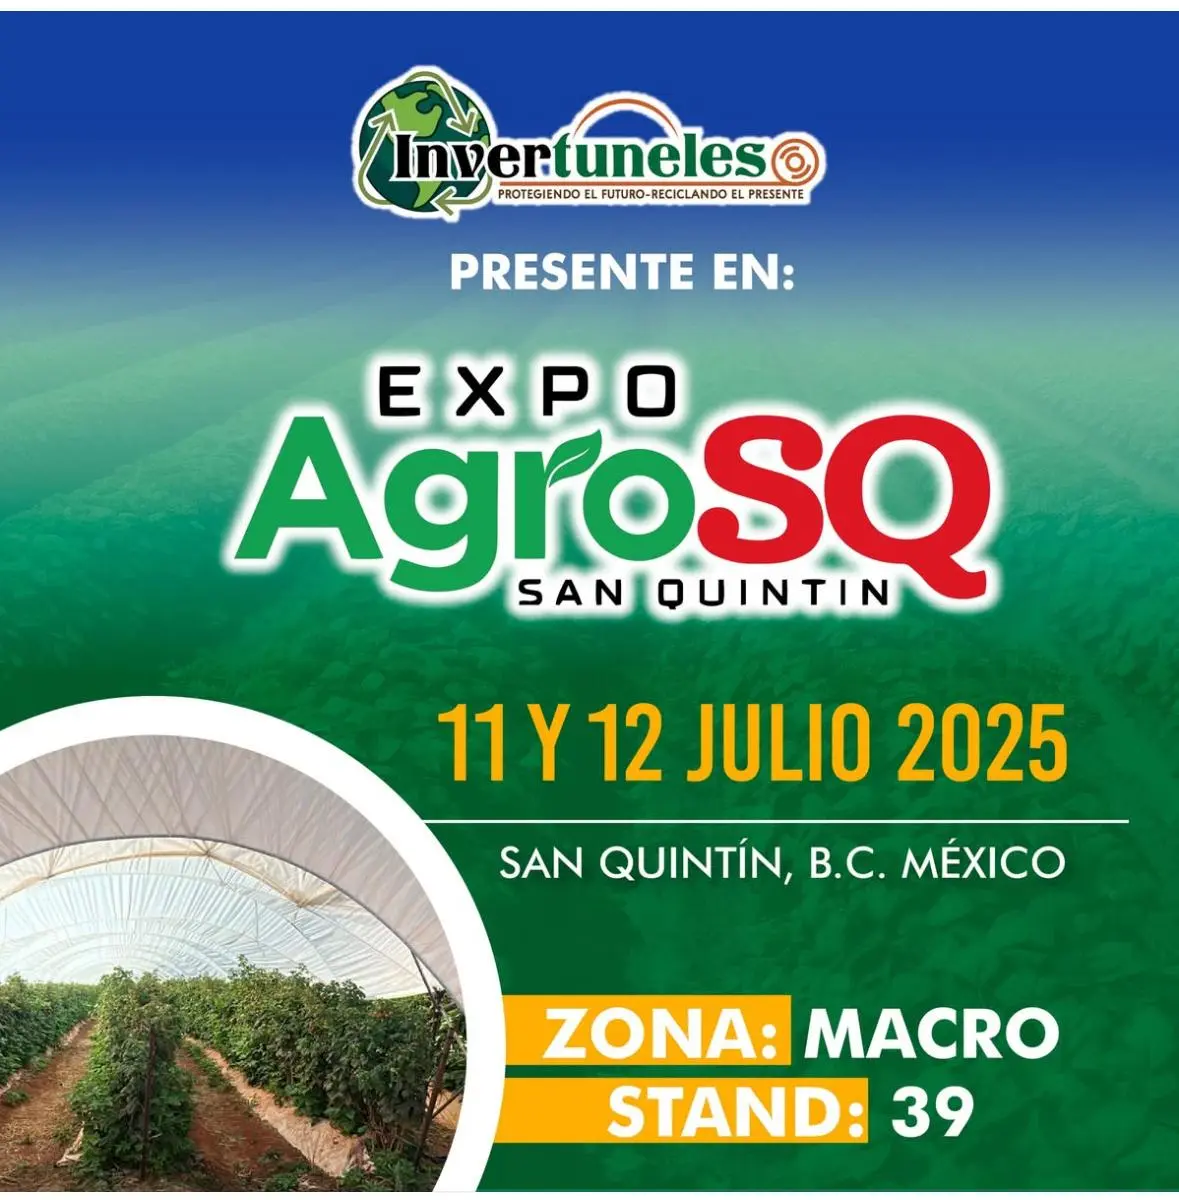 Invertuneles
PROTEGIENDO EL FUTURO-RECICLANDO EL PRESENTE
PRESENTE EN:
EXPO
AgroSQ
SAN QUINTIN
11 Y 12 JULIO 2025
SAN QUINTÍN, B.C. MÉXICO
ZONA: MACRO
STAND: 39